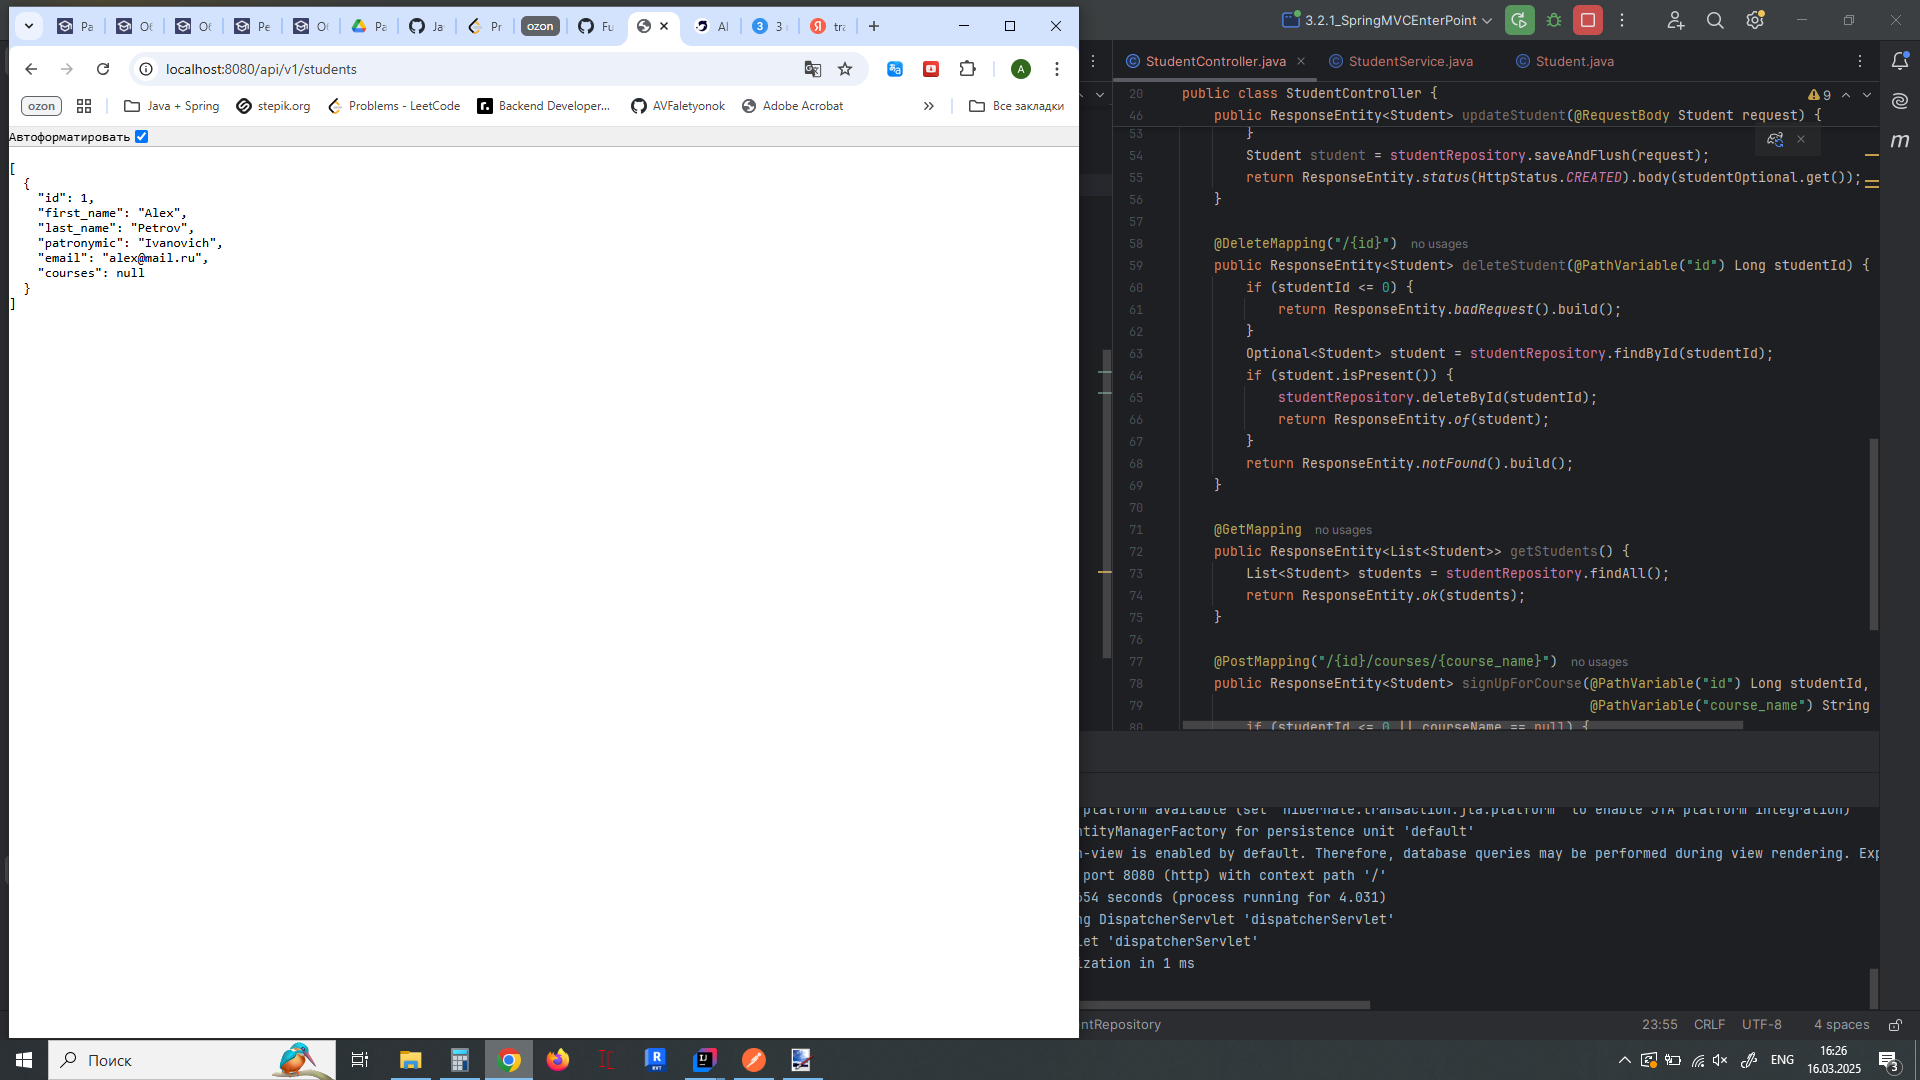 Pa
Of
Of
Pe
Of
Pa
Ja
Pr
ozon
Fu
Al
3
tra
localhost:8080/api/v1/students
A
ozon
Java + Spring
stepik.org
Problems - LeetCode
Backend Developer...
AVFaletyonok
Adobe Acrobat
Все закладки
Автоформатировать
[
{
"id": 1,
"first_name": "Alex",
"last_name": "Petrov",
"patronymic": "Ivanovich",
"email": "alex@mail.ru",
"courses": null
}
]
3.2.1_SpringMVCEnterPoint
StudentController.java
StudentService.java
Student.java
9
20 public class StudentController {
46 public ResponseEntity<Student> updateStudent(@RequestBody Student request) {
53 }
54 Student student = studentRepository.saveAndFlush(request);
55 return ResponseEntity.status(HttpStatus.CREATED).body(studentOptional.get());
56 }
57
58 @DeleteMapping("/{id}") no usages
59 public ResponseEntity<Student> deleteStudent(@PathVariable("id") Long studentId) {
60 if (studentId <= 0) {
61 return ResponseEntity.badRequest().build();
62 }
63 Optional<Student> student = studentRepository.findById(studentId);
64 if (student.isPresent()) {
65 studentRepository.deleteById(studentId);
66 return ResponseEntity.of(student);
67 }
68 return ResponseEntity.notFound().build();
69 }
70
71 @GetMapping no usages
72 public ResponseEntity<List<Student>> getStudents() {
73 List<Student> students = studentRepository.findAll();
74 return ResponseEntity.ok(students);
75 }
76
77 @PostMapping("/{id}/courses/{course_name}") no usages
78 public ResponseEntity<Student> signUpForCourse(@PathVariable("id") Long studentId,
79 @PathVariable("course_name") String
80 if (studentId <= 0 || courseName == null) {
m
platform available (set 'hibernate.transaction.jta.platform' to enable JTA platform integration)
ntityManagerFactory for persistence unit 'default'
n-view is enabled by default. Therefore, database queries may be performed during view rendering. Exp
port 8080 (http) with context path '/'
654 seconds (process running for 4.031)
ng DispatcherServlet 'dispatcherServlet'
let 'dispatcherServlet'
ization in 1 ms
ntRepository
23:55
CRLF
UTF-8
4 spaces
Поиск
ENG
16:26
16.03.2025
3